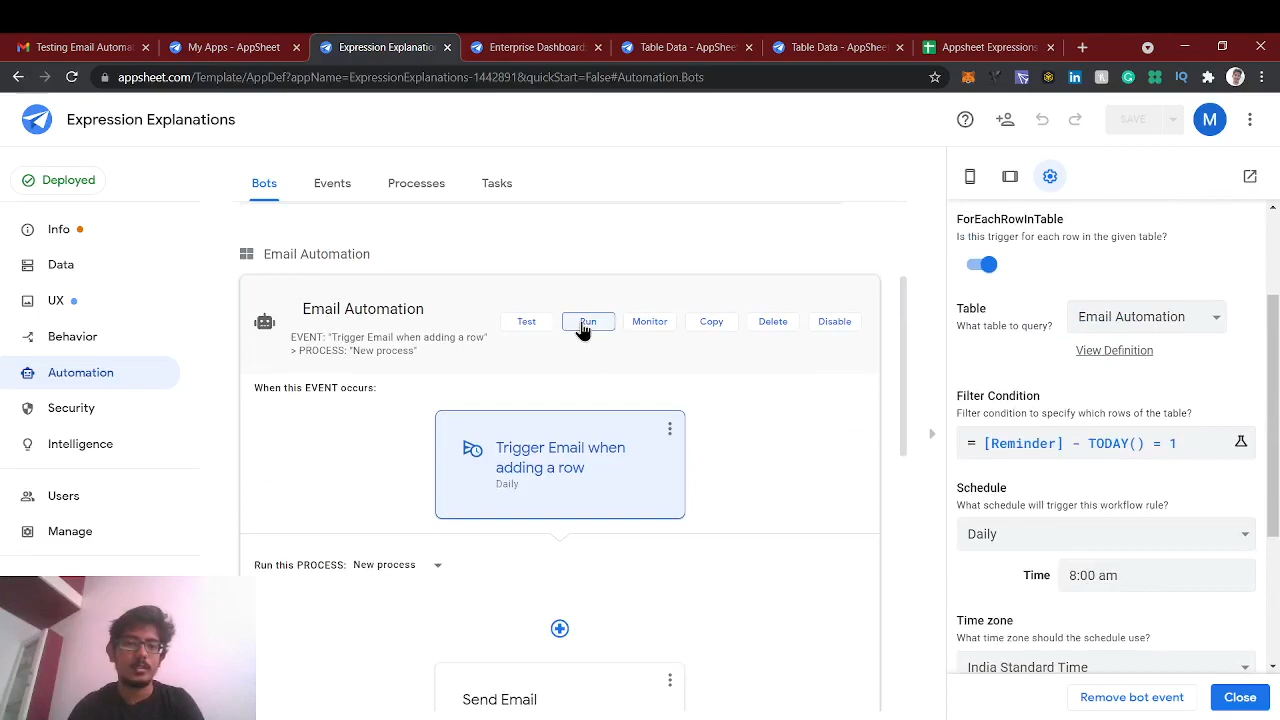 Testing Email Automat
My Apps - AppSheet
Expression Explanatio
Enterprise Dashboard
Table Data - AppSheet
Table Data - AppShee
Appsheet Expressions
appsheet.com/Template/AppDef?appName=ExpressionExplanations-1442891&quickStart=False#Automation.Bots
Expression Explanations
SAVE
M
Deployed
Info
Data
UX
Behavior
Automation
Security
Intelligence
Users
Manage
Bots
Events
Processes
Tasks
Email Automation
Email Automation
EVENT: "Trigger Email when adding a row"
> PROCESS: "New process"
Test
Run
Monitor
Copy
Delete
Disable
When this EVENT occurs:
Trigger Email when
adding a row
Daily
Run this PROCESS: New process
Send Email
ForEachRowInTable
Is this trigger for each row in the given table?
Table
What table to query?
Email Automation
View Definition
Filter Condition
Filter condition to specify which rows of the table?
= [Reminder] - TODAY() = 1
Schedule
What schedule will trigger this workflow rule?
Daily
Time
8:00 am
Time zone
What time zone should the schedule use?
India Standard Time
Remove bot event
Close